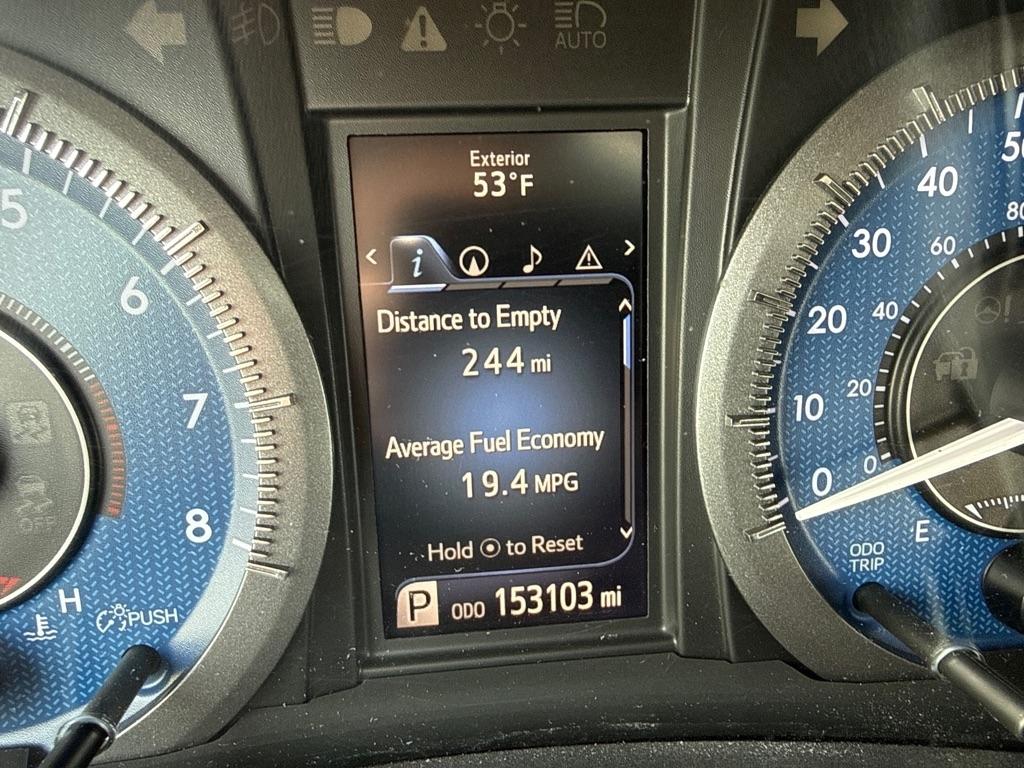 AUTO
Exterior
53°F
i
Distance to Empty
244 mi
Average Fuel Economy
19.4 MPG
Hold to Reset
P ODO 153103 mi
5
6
7
8
H
PUSH
50
40
30
20
10
0
80
60
40
20
0
E
ODO
TRIP